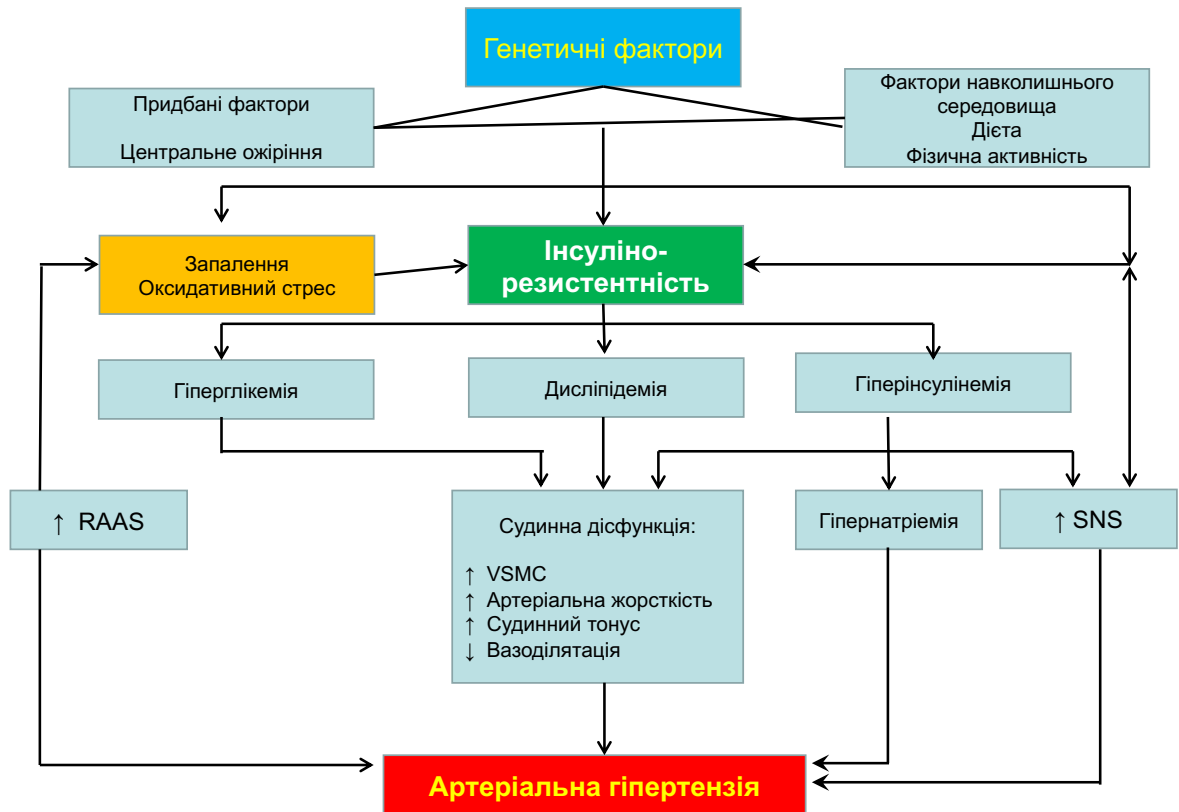 Генетичні фактори
Придбані фактори
Центральне ожіріння
Фактори навколишнього
середовища
Дієта
Фізична активність
Запалення
Оксидативний стрес
Інсуліно-
резистентність
Гіперглікемія
Дисліпідемія
Гіперінсулінемія
↑ RAAS
Судинна дісфункція:
↑ VSMC
↑ Артеріальна жорсткість
↑ Судинний тонус
↓ Вазоділятація
Гіпернатріемія
↑ SNS
Артеріальна гіпертензія